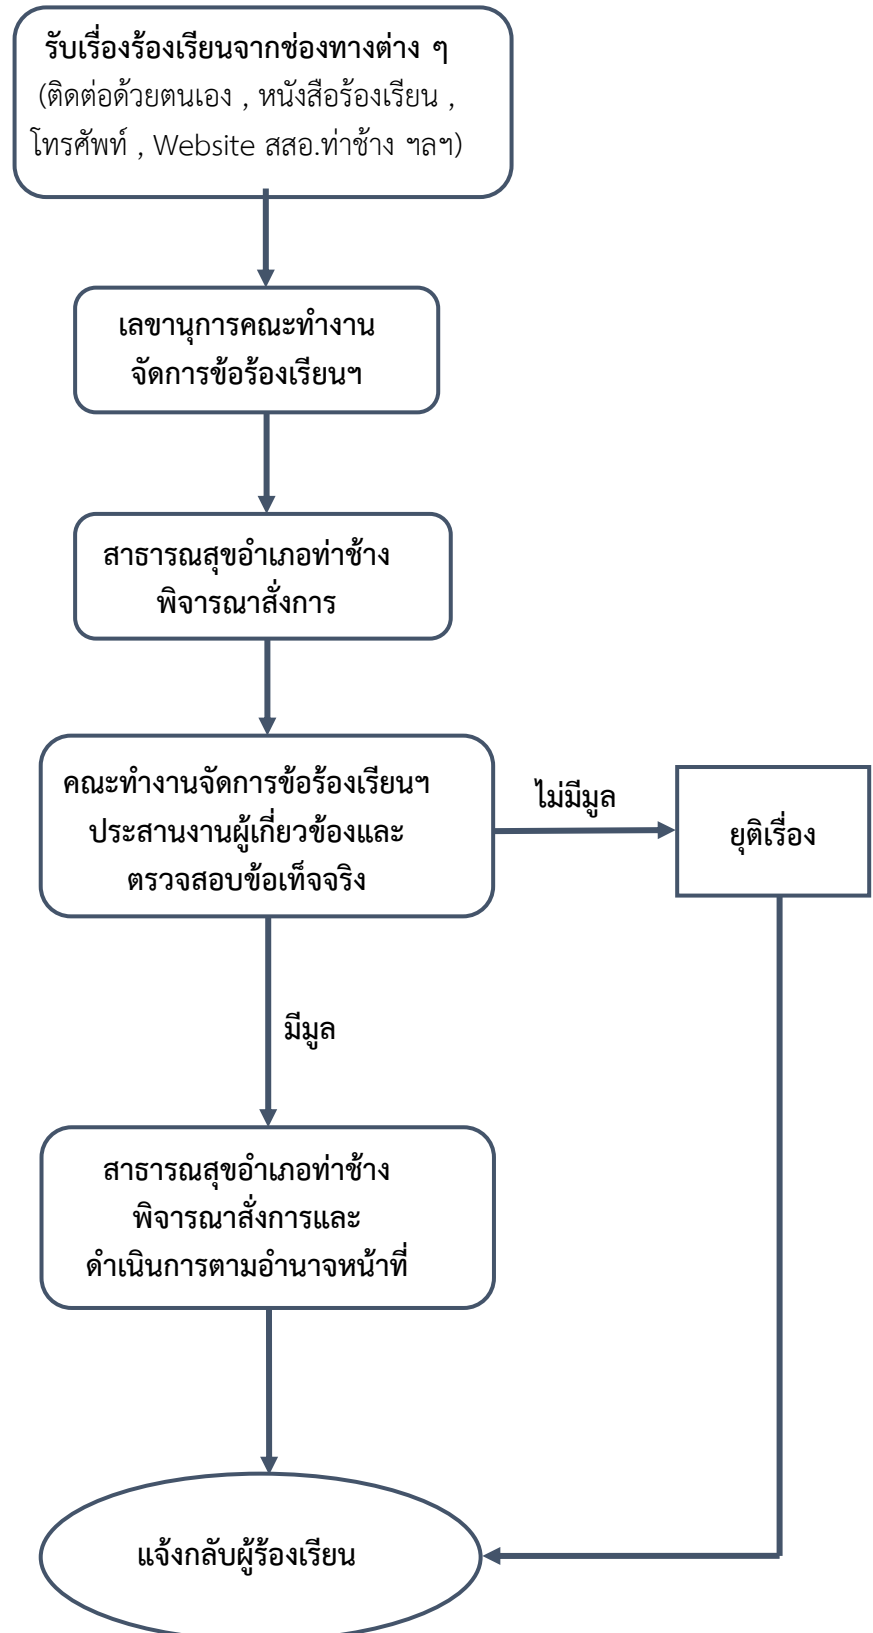 รับเรื่องร้องเรียนจากช่องทางต่าง ๆ
(ติดต่อด้วยตนเอง , หนังสือร้องเรียน ,
โทรศัพท์ , Website สสอ.ท่าช้าง ฯลฯ)
เลขานุการคณะทำงาน
จัดการข้อร้องเรียนฯ
สาธารณสุขอำเภอท่าช้าง
พิจารณาสั่งการ
คณะทำงานจัดการข้อร้องเรียนฯ
ประสานงานผู้เกี่ยวข้องและ
ตรวจสอบข้อเท็จจริง
ไม่มีมูล
ยุติเรื่อง
มีมูล
สาธารณสุขอำเภอท่าช้าง
พิจารณาสั่งการและ
ดำเนินการตามอำนาจหน้าที่
แจ้งกลับผู้ร้องเรียน